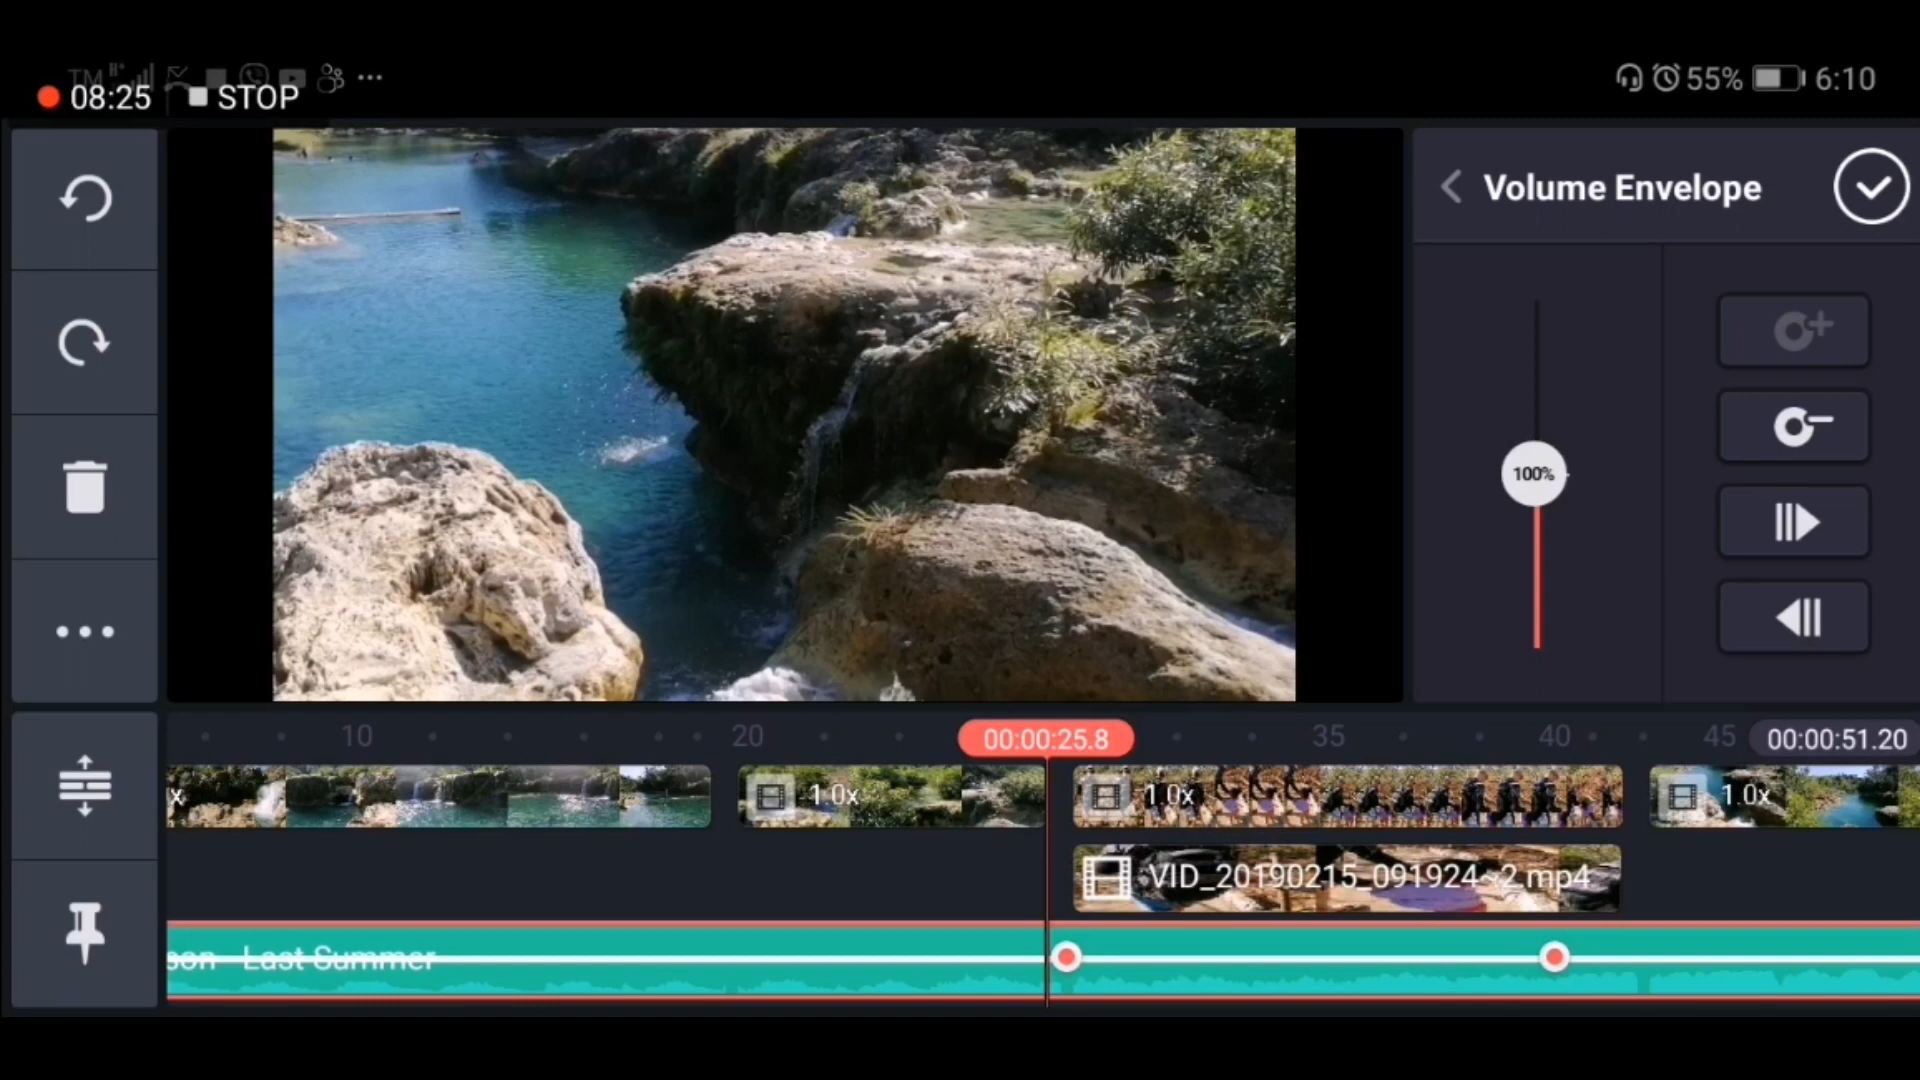 TM
08:25 STOP
55% 6:10
Volume Envelope
100%
10 20 00:00:25.8 35 40 45 00:00:51.20
x 1.0x 1.0x 1.0x
VID_20190215_091924~2.mp4
son - Last Summer